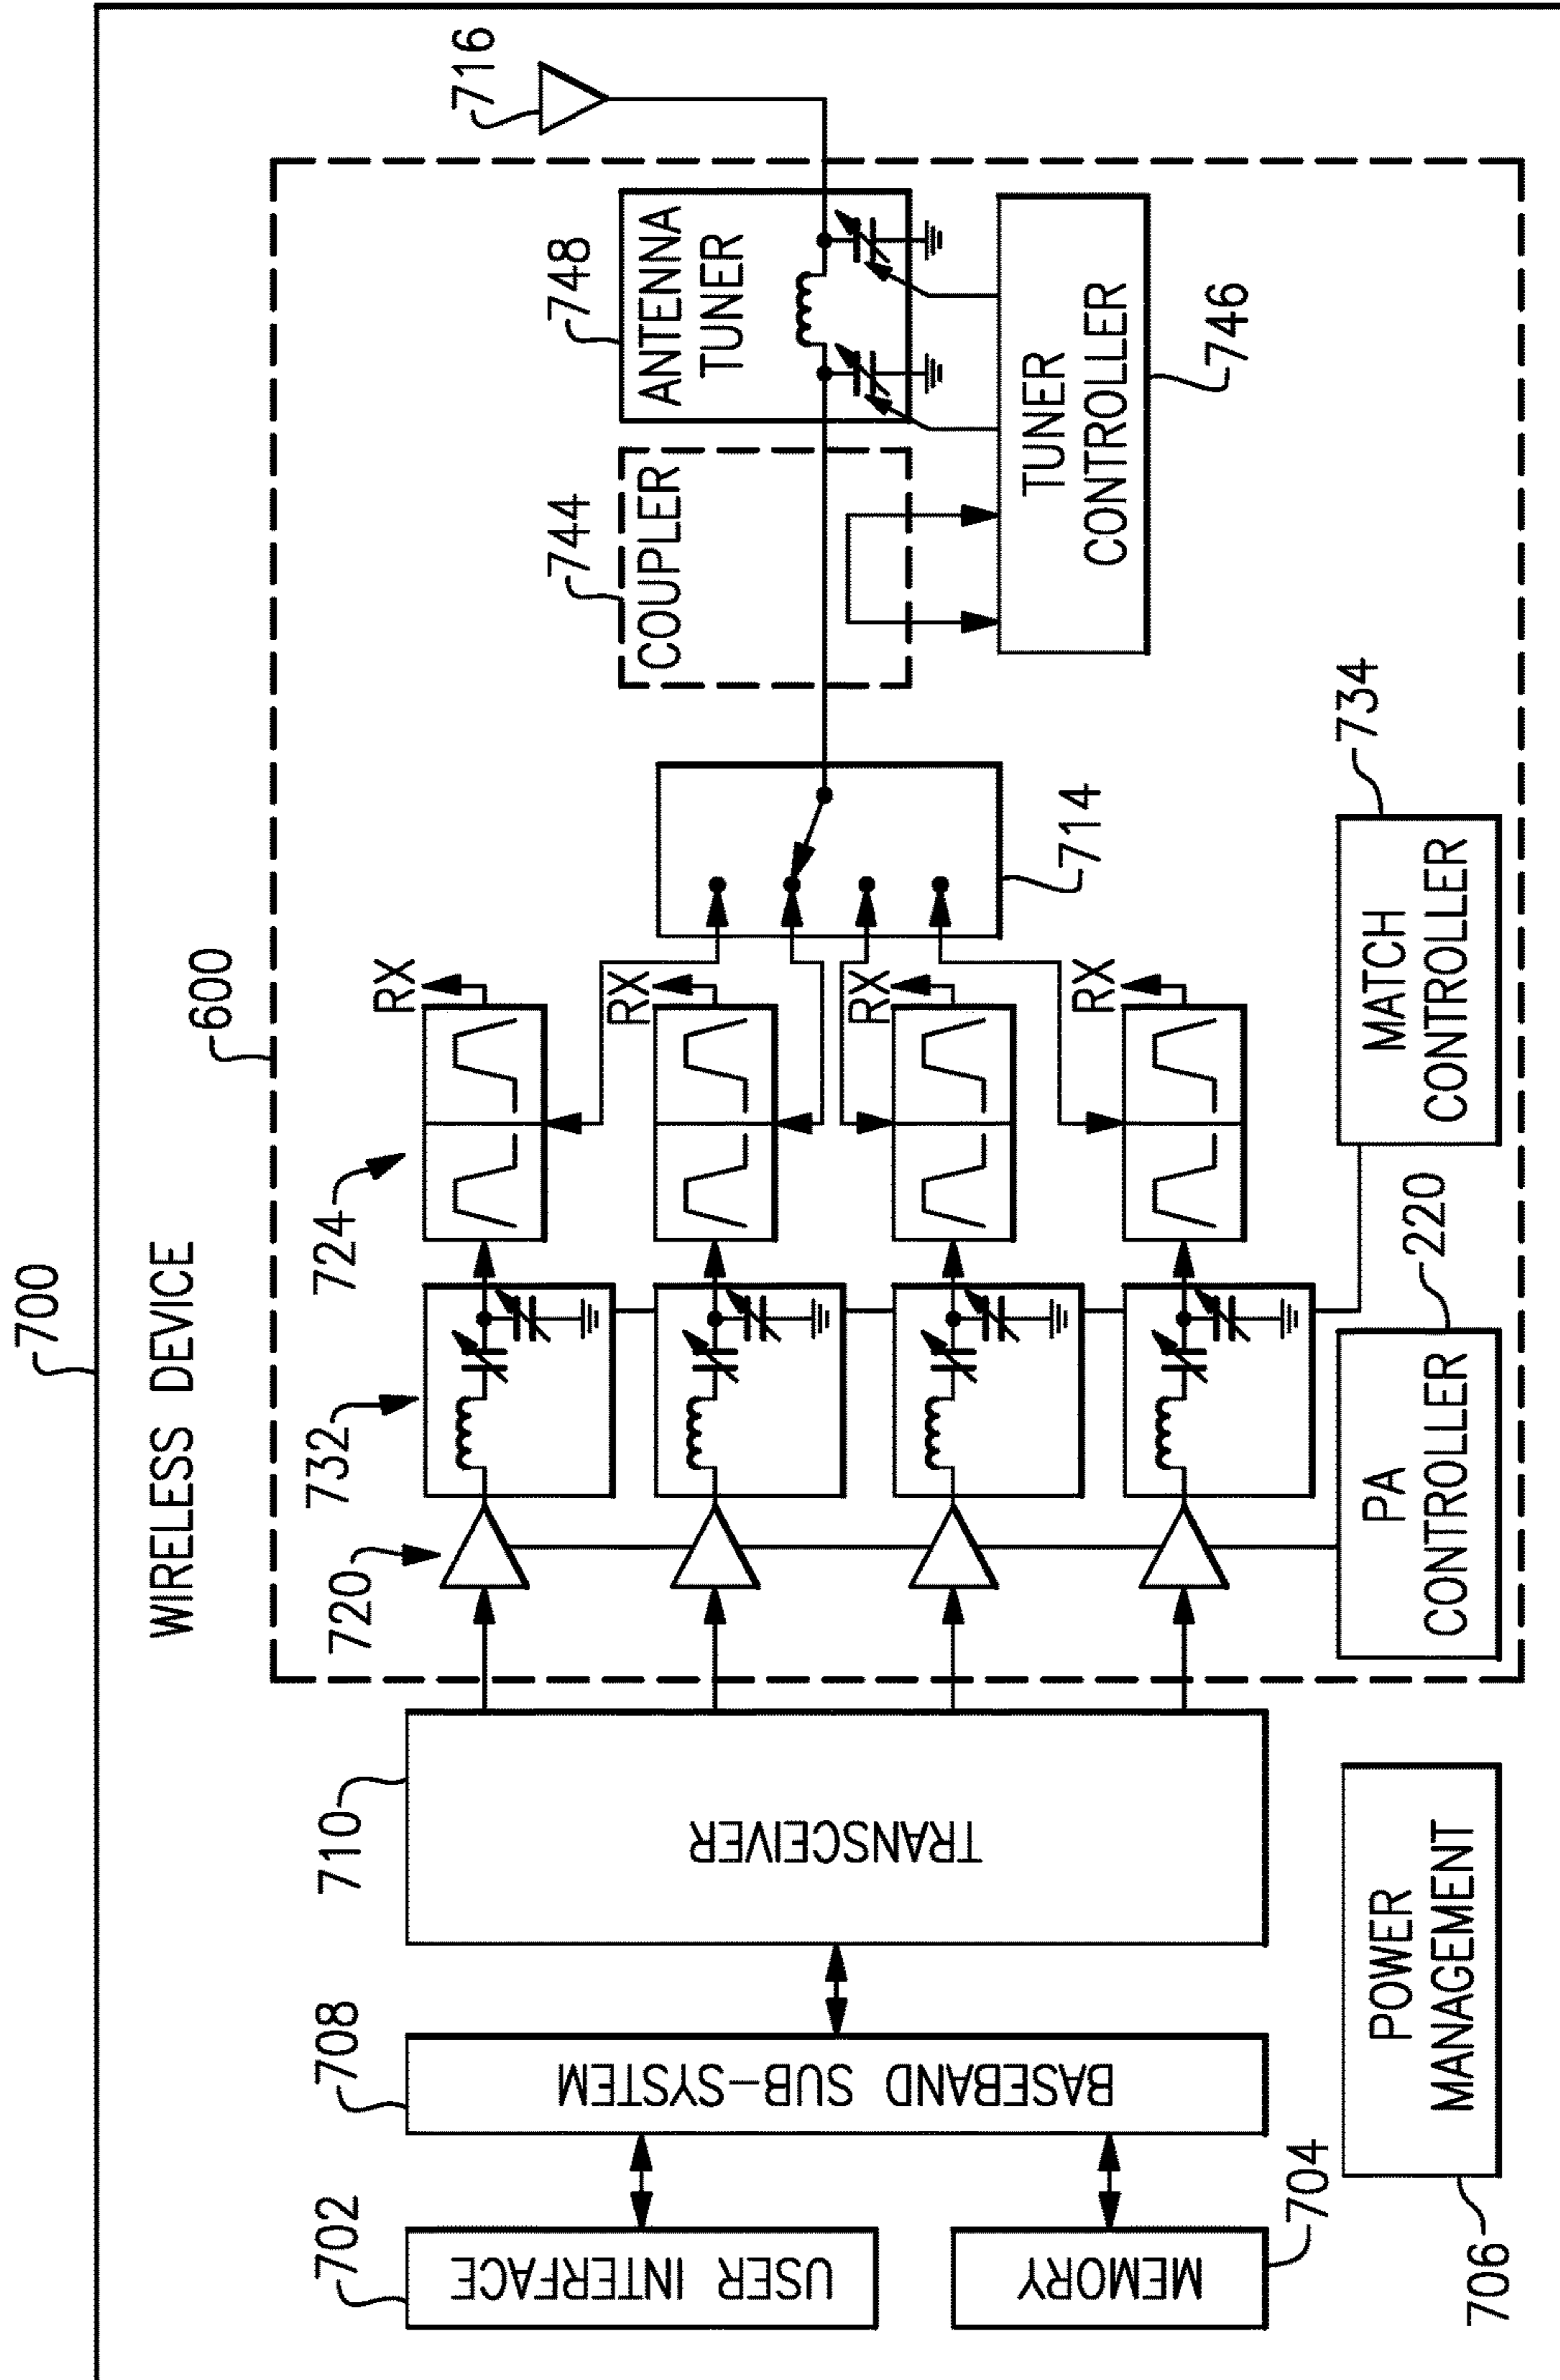 700
WIRELESS DEVICE
600
702
USER INTERFACE
704
MEMORY
708
BASEBAND SUB-SYSTEM
710
TRANSCEIVER
706
POWER
MANAGEMENT
720
732
724
RX
RX
RX
RX
PA
CONTROLLER
220
MATCH
CONTROLLER
734
714
744
COUPLER
748
ANTENNA
TUNER
TUNER
CONTROLLER
746
716